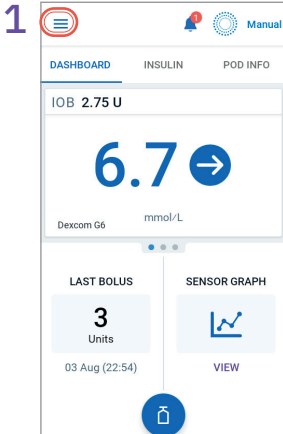 1
1
Manual
DASHBOARD INSULIN POD INFO
IOB 2.75 U
6.7
mmol/L
Dexcom G6
LAST BOLUS SENSOR GRAPH
3
Units
03 Aug (22:54) VIEW